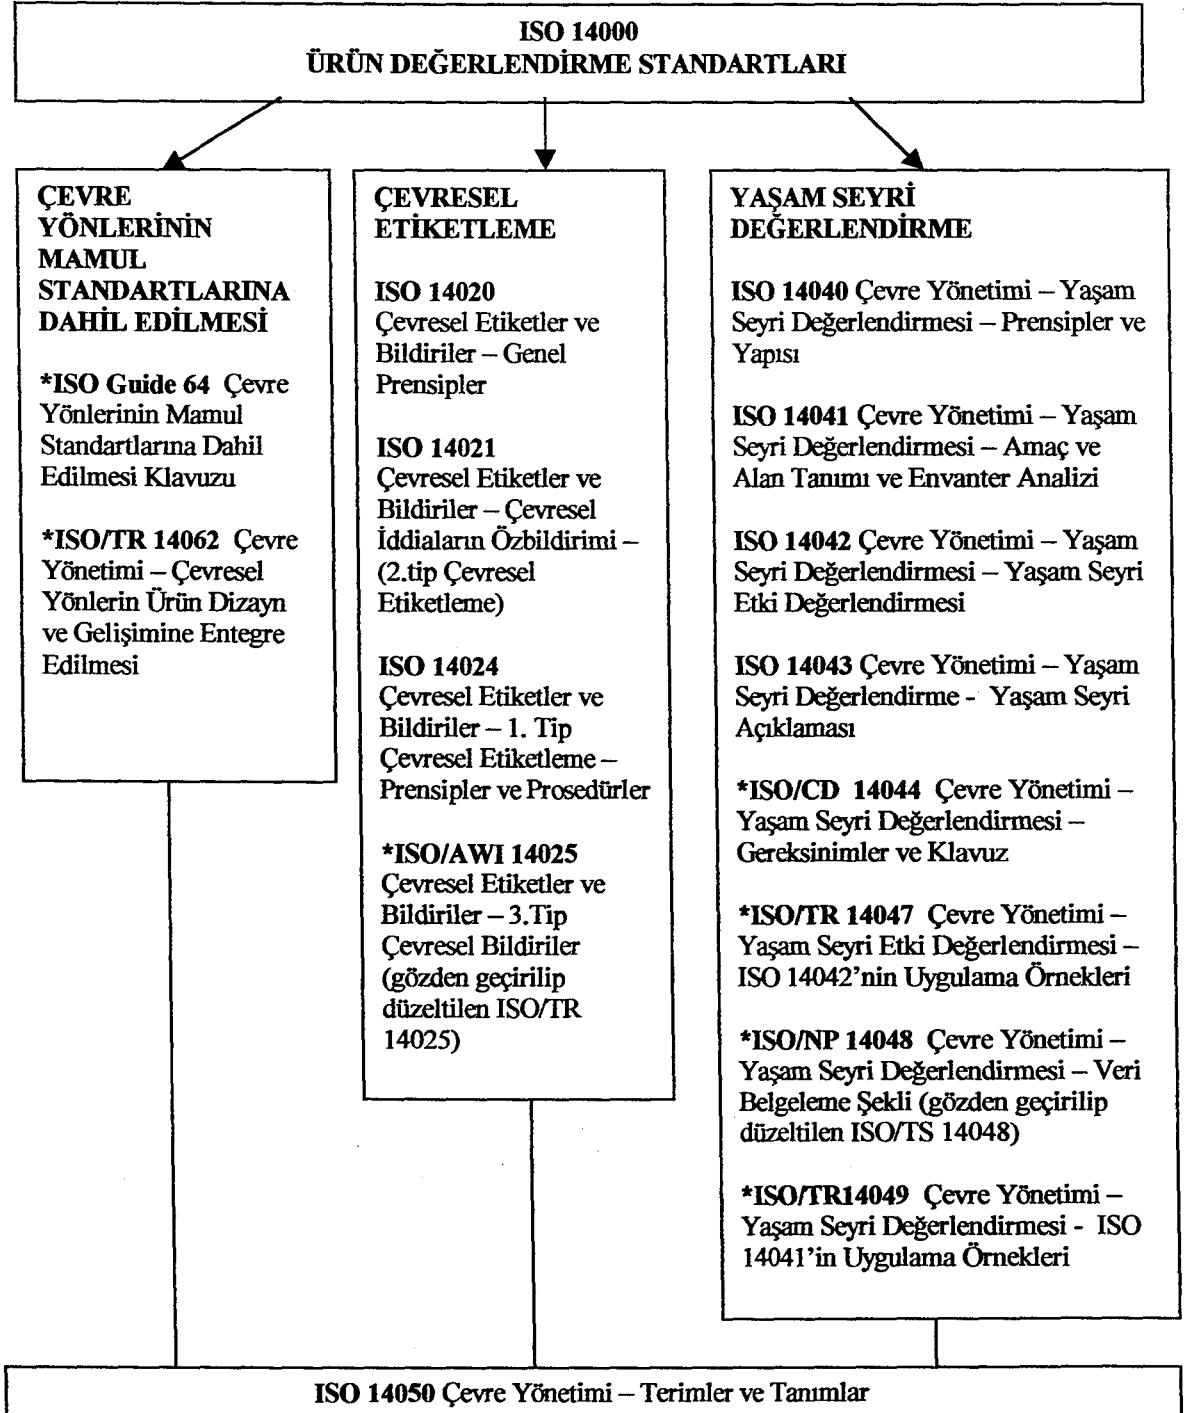 ISO 14000
ÜRÜN DEĞERLENDİRME STANDARTLARI
ÇEVRE
YÖNLERİNİN
MAMUL
STANDARTLARINA
DAHİL EDİLMESİ
*ISO Guide 64 Çevre
Yönlerinin Mamul
Standartlarına Dahil
Edilmesi Klavuzu
*ISO/TR 14062 Çevre
Yönetimi – Çevresel
Yönlerin Ürün Dizayn
ve Gelişimine Entegre
Edilmesi
ÇEVRESEL
ETİKETLEME
ISO 14020
Çevresel Etiketler ve
Bildiriler – Genel
Prensipler
ISO 14021
Çevresel Etiketler ve
Bildiriler – Çevresel
İddiaların Özbildirimi –
(2.tip Çevresel
Etiketleme)
ISO 14024
Çevresel Etiketler ve
Bildiriler – 1. Tip
Çevresel Etiketleme –
Prensipler ve Prosedürler
*ISO/AWI 14025
Çevresel Etiketler ve
Bildiriler – 3.Tip
Çevresel Bildiriler
(gözden geçirilip
düzeltilen ISO/TR
14025)
YAŞAM SEYRİ
DEĞERLENDİRME
ISO 14040 Çevre Yönetimi – Yaşam
Seyri Değerlendirmesi – Prensipler ve
Yapısı
ISO 14041 Çevre Yönetimi – Yaşam
Seyri Değerlendirmesi – Amaç ve
Alan Tanımı ve Envanter Analizi
ISO 14042 Çevre Yönetimi – Yaşam
Seyri Değerlendirmesi – Yaşam Seyri
Etki Değerlendirmesi
ISO 14043 Çevre Yönetimi – Yaşam
Seyri Değerlendirme - Yaşam Seyri
Açıklaması
*ISO/CD 14044 Çevre Yönetimi –
Yaşam Seyri Değerlendirmesi –
Gereksinimler ve Klavuz
*ISO/TR 14047 Çevre Yönetimi –
Yaşam Seyri Etki Değerlendirmesi –
ISO 14042'nin Uygulama Örnekleri
*ISO/NP 14048 Çevre Yönetimi –
Yaşam Seyri Değerlendirmesi – Veri
Belgeleme Şekli (gözden geçirilip
düzeltilen ISO/TS 14048)
*ISO/TR14049 Çevre Yönetimi –
Yaşam Seyri Değerlendirmesi - ISO
14041'in Uygulama Örnekleri
ISO 14050 Çevre Yönetimi – Terimler ve Tanımlar